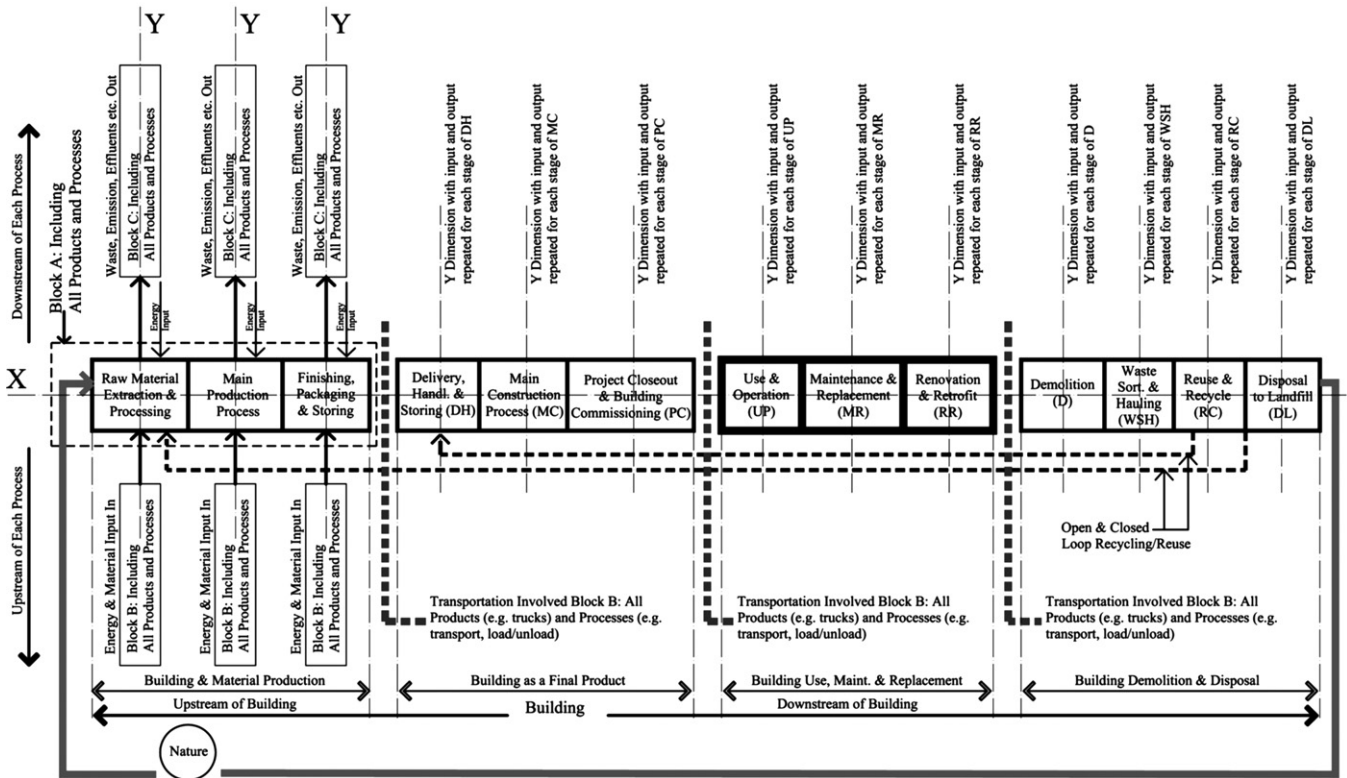 Y
Y
Y
Downstream of Each Process
Block A: Including
All Products and Processes
Waste, Emission, Effluents etc. Out
Block C: Including
All Products and Processes
Waste, Emission, Effluents etc. Out
Block C: Including
All Products and Processes
Waste, Emission, Effluents etc. Out
Block C: Including
All Products and Processes
Energy
Input
Energy
Input
Energy
Input
Y Dimension with input and output
repeated for each stage of DH
Y Dimension with input and output
repeated for each stage of MC
Y Dimension with input and output
repeated for each stage of PC
Y Dimension with input and output
repeated for each stage of UP
Y Dimension with input and output
repeated for each stage of MR
Y Dimension with input and output
repeated for each stage of RR
Y Dimension with input and output
repeated for each stage of D
Y Dimension with input and output
repeated for each stage of WSH
Y Dimension with input and output
repeated for each stage of RC
Y Dimension with input and output
repeated for each stage of DL
X
Raw Material
Extraction &
Processing
Main
Production
Process
Finishing,
Packaging
& Storing
Delivery,
Handl. &
Storing (DH)
Main
Construction
Process (MC)
Project Closeout
& Building
Commissioning (PC)
Use &
Operation
(UP)
Maintenance &
Replacement
(MR)
Renovation
& Retrofit
(RR)
Demolition
(D)
Waste
Sort. &
Hauling
(WSH)
Reuse &
Recycle
(RC)
Disposal
to Landfill
(DL)
Upstream of Each Process
Energy & Material Input In
Block B: Including
All Products and Processes
Energy & Material Input In
Block B: Including
All Products and Processes
Energy & Material Input In
Block B: Including
All Products and Processes
Open & Closed
Loop Recycling/Reuse
Transportation Involved Block B: All
Products (e.g. trucks) and Processes (e.g.
transport, load/unload)
Transportation Involved Block B: All
Products (e.g. trucks) and Processes (e.g.
transport, load/unload)
Transportation Involved Block B: All
Products (e.g. trucks) and Processes (e.g.
transport, load/unload)
Building & Material Production
Building as a Final Product
Building Use, Maint. & Replacement
Building Demolition & Disposal
Upstream of Building
Building
Downstream of Building
Nature